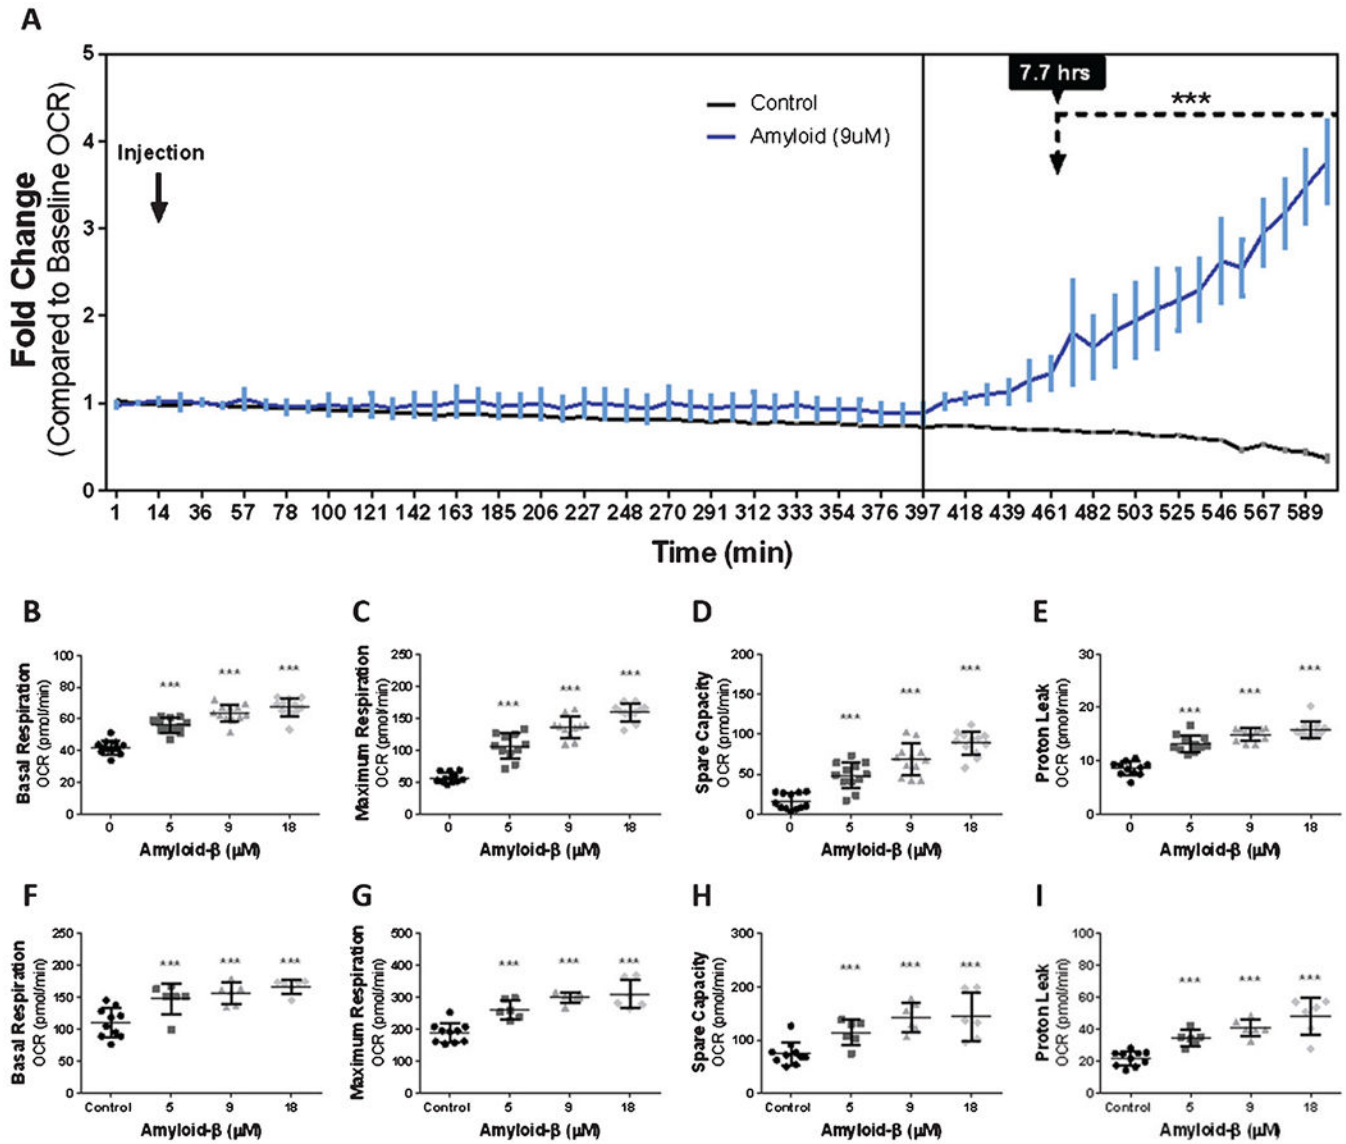 A
Fold Change
(Compared to Baseline OCR)
5
4
3
2
1
0
Injection
Control
Amyloid (9uM)
7.7 hrs
***
1 14 36 57 78 100 121 142 163 185 206 227 248 270 291 312 333 354 376 397 418 439 461 482 503 525 546 567 589
Time (min)
B
Basal Respiration
OCR (pmol/min)
100
80
60
40
20
0
*** *** ***
0 5 9 18
Amyloid-β (μM)
C
Maximum Respiration
OCR (pmol/min)
250
200
150
100
50
0
*** *** ***
0 5 9 18
Amyloid-β (μM)
D
Spare Capacity
OCR (pmol/min)
200
150
100
50
0
*** *** ***
0 5 9 18
Amyloid-β (μM)
E
Proton Leak
OCR (pmol/min)
30
20
10
0
*** *** ***
0 5 9 18
Amyloid-β (μM)
F
Basal Respiration
OCR (pmol/min)
250
200
150
100
50
0
*** *** ***
Control 5 9 18
Amyloid-β (μM)
G
Maximum Respiration
OCR (pmol/min)
500
400
300
200
100
0
*** *** ***
Control 5 9 18
Amyloid-β (μM)
H
Spare Capacity
OCR (pmol/min)
300
200
100
0
*** *** ***
Control 5 9 18
Amyloid-β (μM)
I
Proton Leak
OCR (pmol/min)
100
80
60
40
20
0
*** *** ***
Control 5 9 18
Amyloid-β (μM)